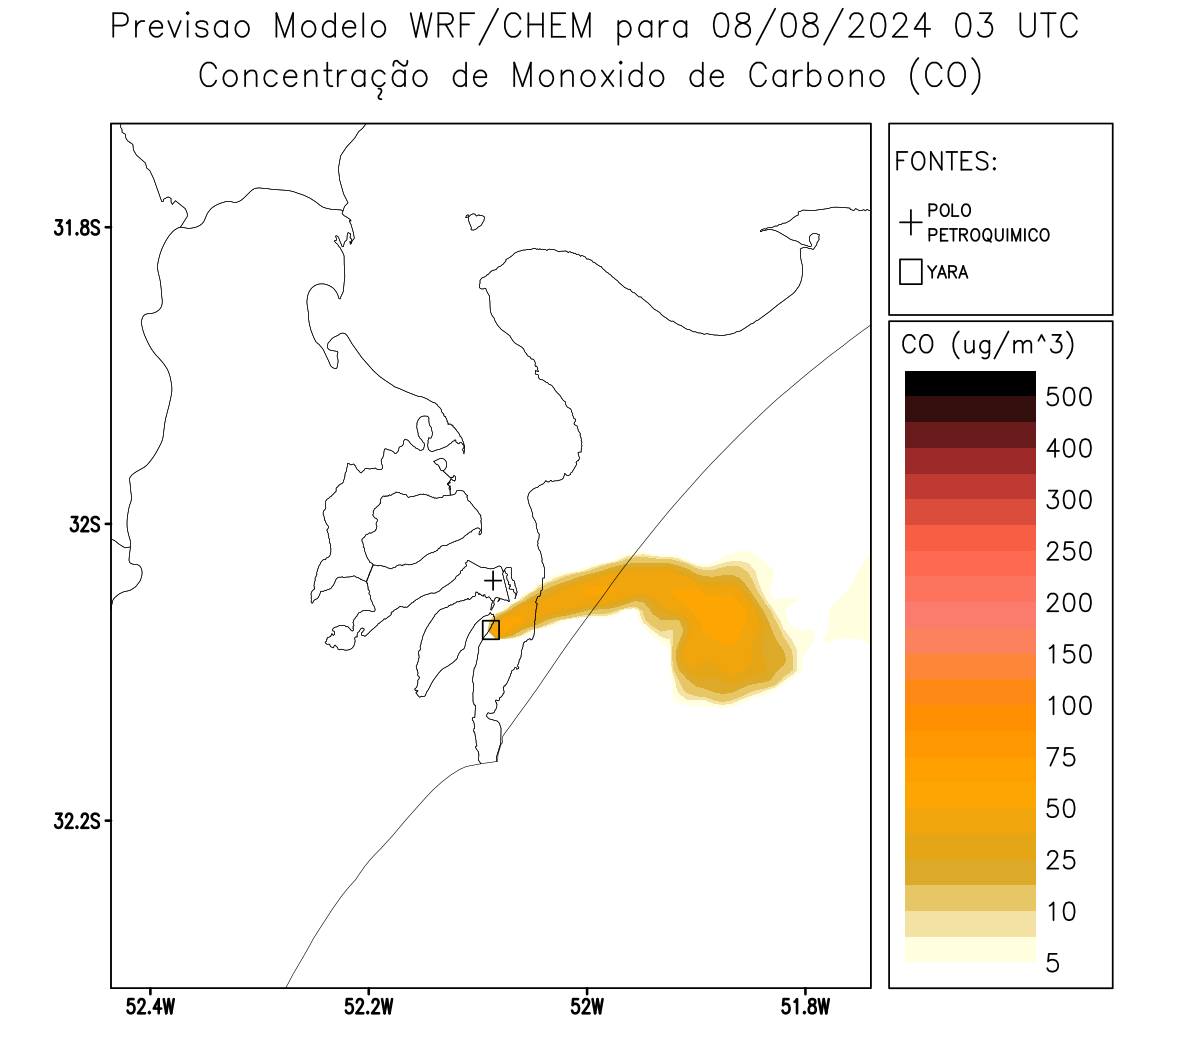 Previsao Modelo WRF/CHEM para 08/08/2024 03 UTC
Concentração de Monoxido de Carbono (CO)
FONTES:
POLO
PETROQUIMICO
YARA
CO (ug/m^3)
500
400
300
250
200
150
100
75
50
25
10
5
31.8S
32S
32.2S
52.4W
52.2W
52W
51.8W